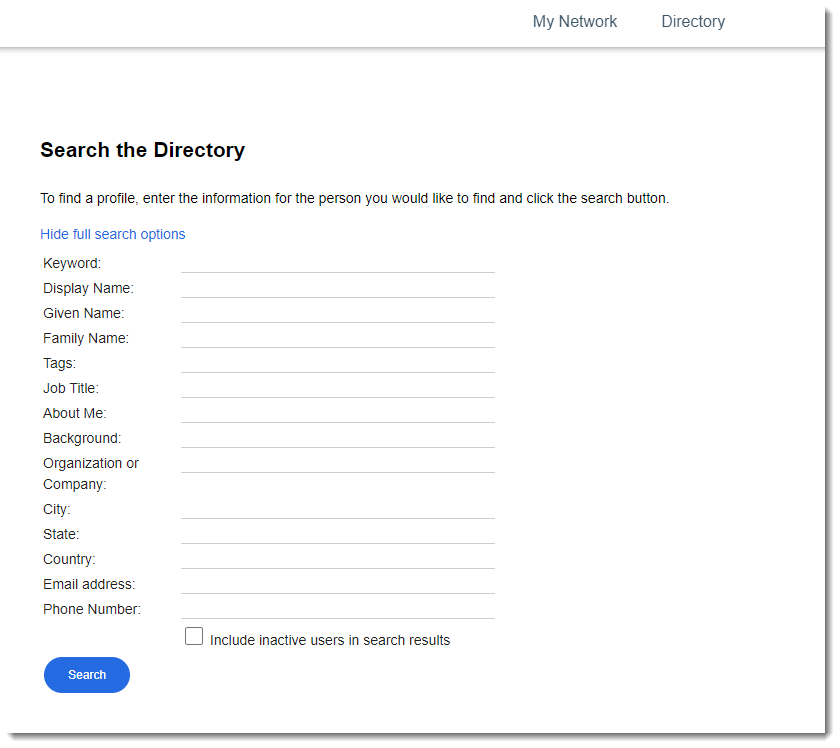 My Network Directory
Search the Directory
To find a profile, enter the information for the person you would like to find and click the search button.
Hide full search options
Keyword:
Display Name:
Given Name:
Family Name:
Tags:
Job Title:
About Me:
Background:
Organization or
Company:
City:
State:
Country:
Email address:
Phone Number:
Include inactive users in search results
Search